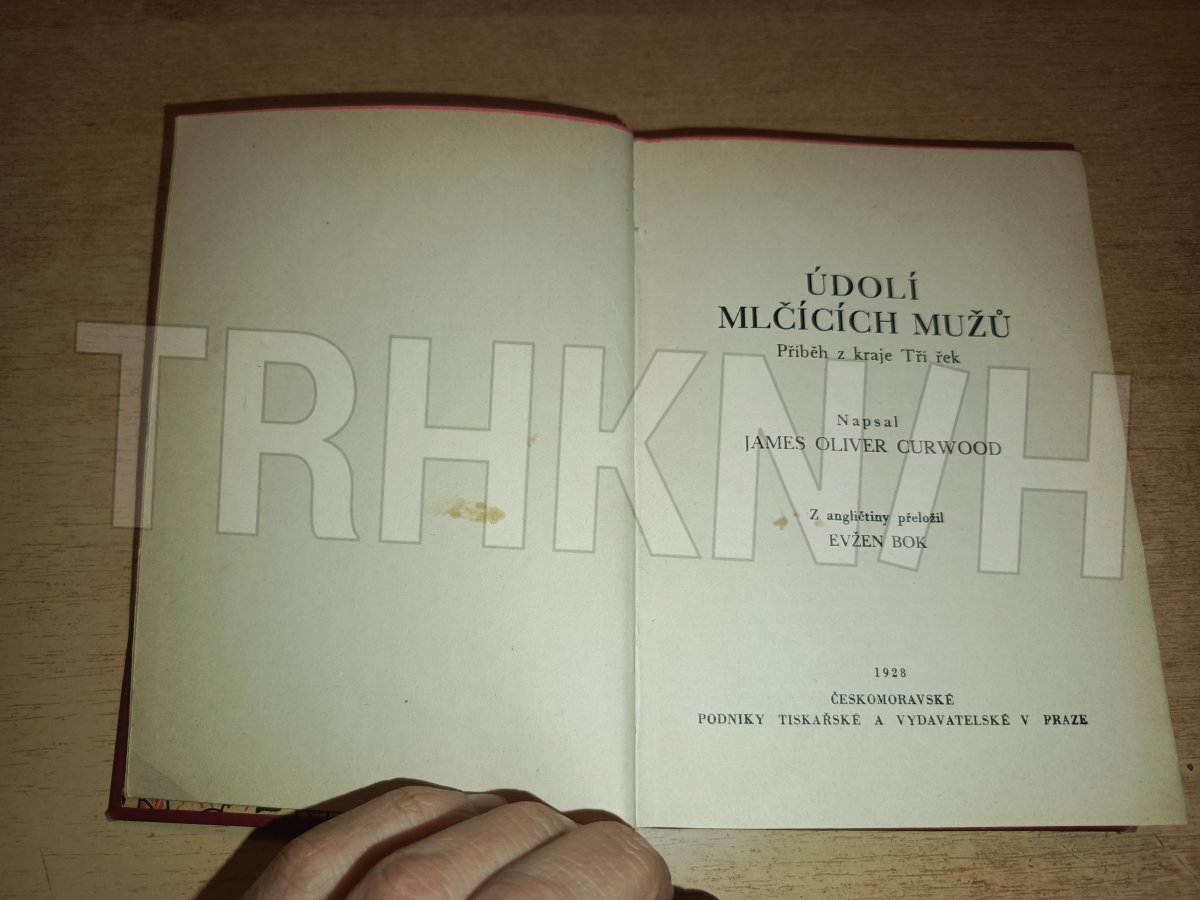 ÚDOLÍ
MLČÍCÍCH MUŽŮ
Příběh z kraje Tří řek
Napsal
JAMES OLIVER CURWOOD
Z angličtiny přeložil
EVŽEN BOK
1928
ČESKOMORAVSKÉ
PODNIKY TISKAŘSKÉ A VYDAVATELSKÉ V PRAZE
TRHKNIH